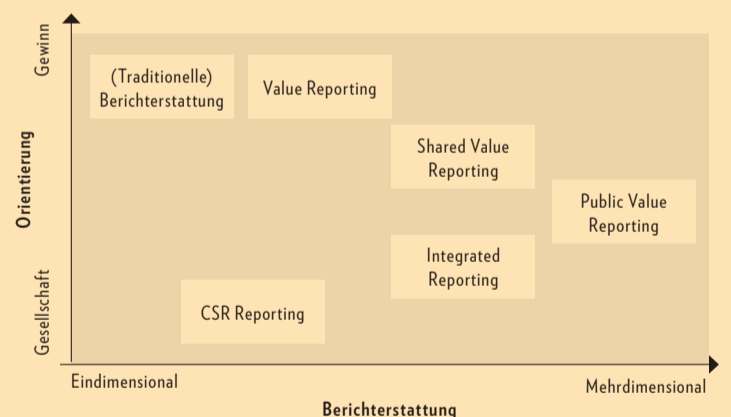 Gewinn
Orientierung
Gesellschaft
(Traditionelle)
Berichterstattung
Value Reporting
Shared Value
Reporting
Public Value
Reporting
Integrated
Reporting
CSR Reporting
Eindimensional
Mehrdimensional
Berichterstattung